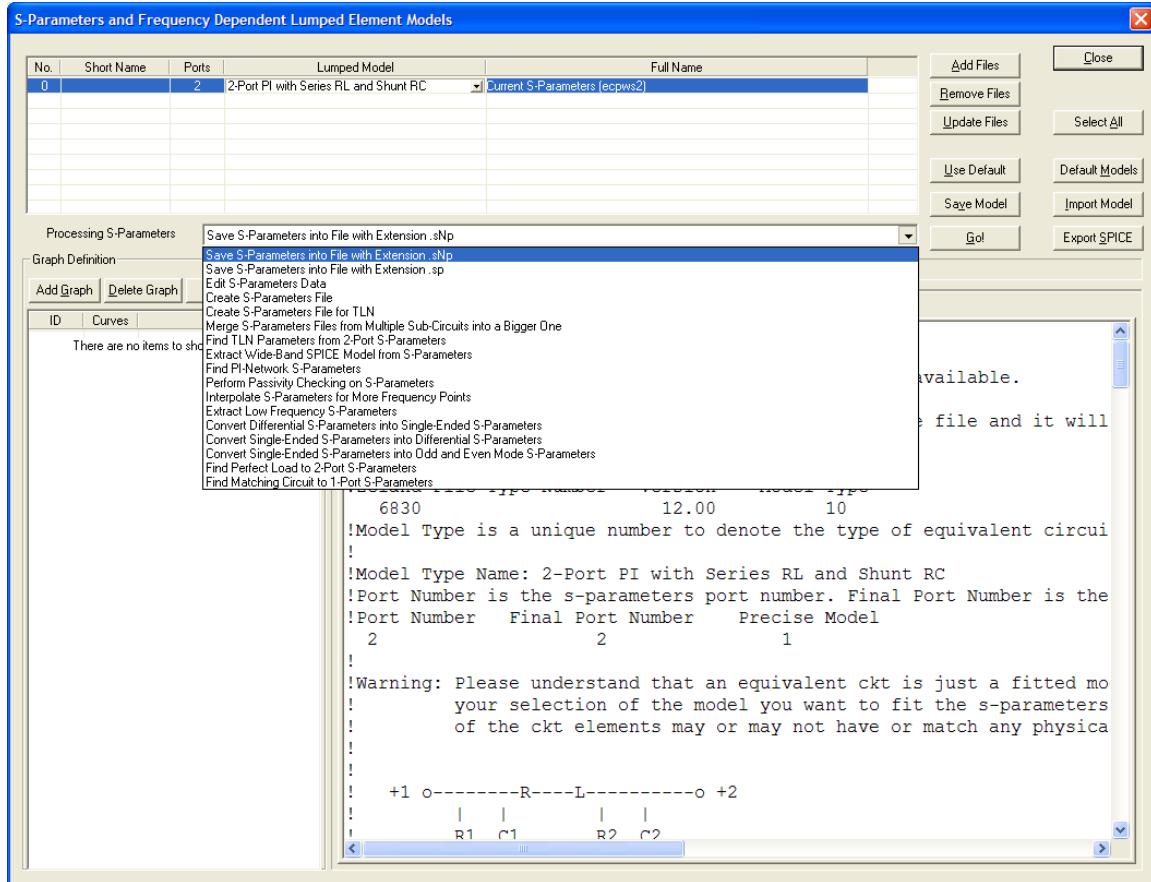 S-Parameters and Frequency Dependent Lumped Element Models
No. Short Name Ports Lumped Model Full Name
0 2 2-Port PI with Series RL and Shunt RC Current S-Parameters (ecpws2)
Add Files
Close
Remove Files
Update Files
Select All
Use Default
Default Models
Save Model
Import Model
Processing S-Parameters
Save S-Parameters into File with Extension .sNp
Go!
Export SPICE
Save S-Parameters into File with Extension .sNp
Save S-Parameters into File with Extension .sp
Edit S-Parameters Data
Create S-Parameters File
Create S-Parameters File for TLN
Merge S-Parameters Files from Multiple Sub-Circuits into a Bigger One
Find TLN Parameters from 2-Port S-Parameters
Extract Wide-Band SPICE Model from S-Parameters
Find PI-Network S-Parameters
Perform Passivity Checking on S-Parameters
Interpolate S-Parameters for More Frequency Points
Extract Low Frequency S-Parameters
Convert Differential S-Parameters into Single-Ended S-Parameters
Convert Single-Ended S-Parameters into Differential S-Parameters
Convert Single-Ended S-Parameters into Odd and Even Mode S-Parameters
Find Perfect Load to 2-Port S-Parameters
Find Matching Circuit to 1-Port S-Parameters
Graph Definition
Add Graph Delete Graph
ID Curves
There are no items to sho
available.
file and it will
6830 12.00 10
!Model Type is a unique number to denote the type of equivalent circui
!
!Model Type Name: 2-Port PI with Series RL and Shunt RC
!Port Number is the s-parameters port number. Final Port Number is the
!Port Number Final Port Number Precise Model
2 2 1
!
!Warning: Please understand that an equivalent ckt is just a fitted mo
! your selection of the model you want to fit the s-parameters
! of the ckt elements may or may not have or match any physica
!
!
! +1 o--------R----L----------o +2
! | | | |
! R1 C1 R2 C2